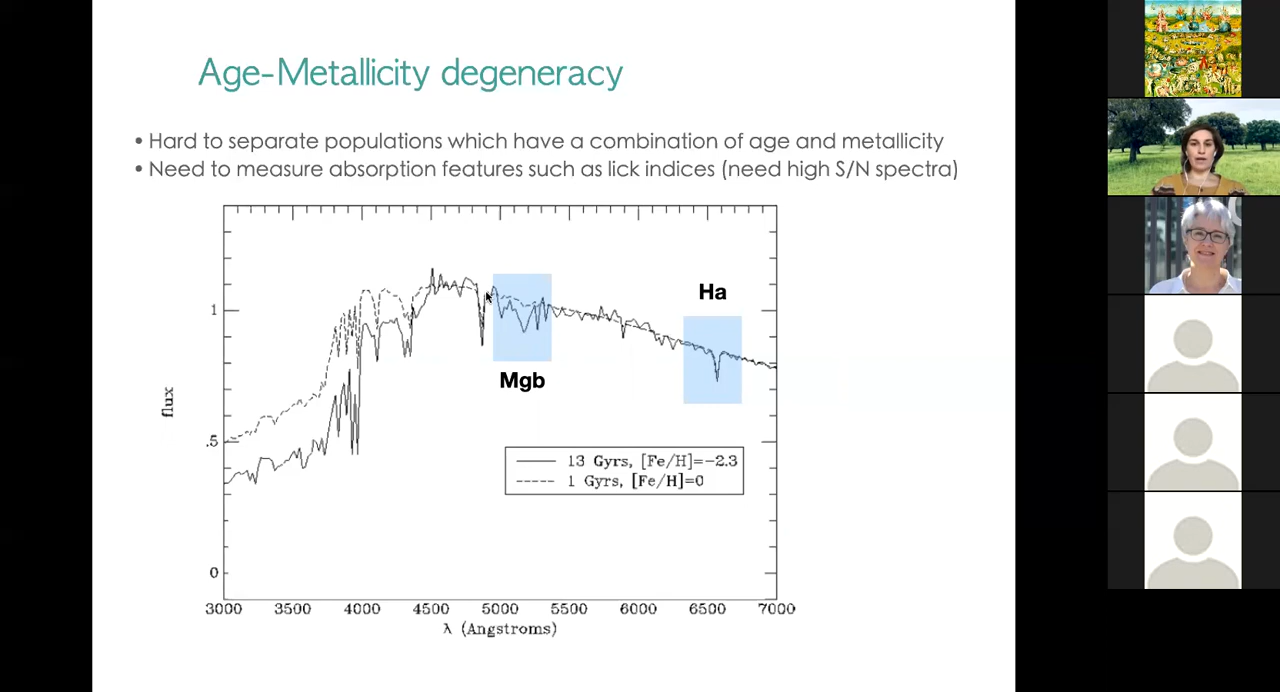 Age-Metallicity degeneracy
• Hard to separate populations which have a combination of age and metallicity
• Need to measure absorption features such as lick indices (need high S/N spectra)
Ha
Mgb
flux
1
.5
0
13 Gyrs, [Fe/H]=-2.3
1 Gyrs, [Fe/H]=0
3000 3500 4000 4500 5000 5500 6000 6500 7000
λ (Angstroms)